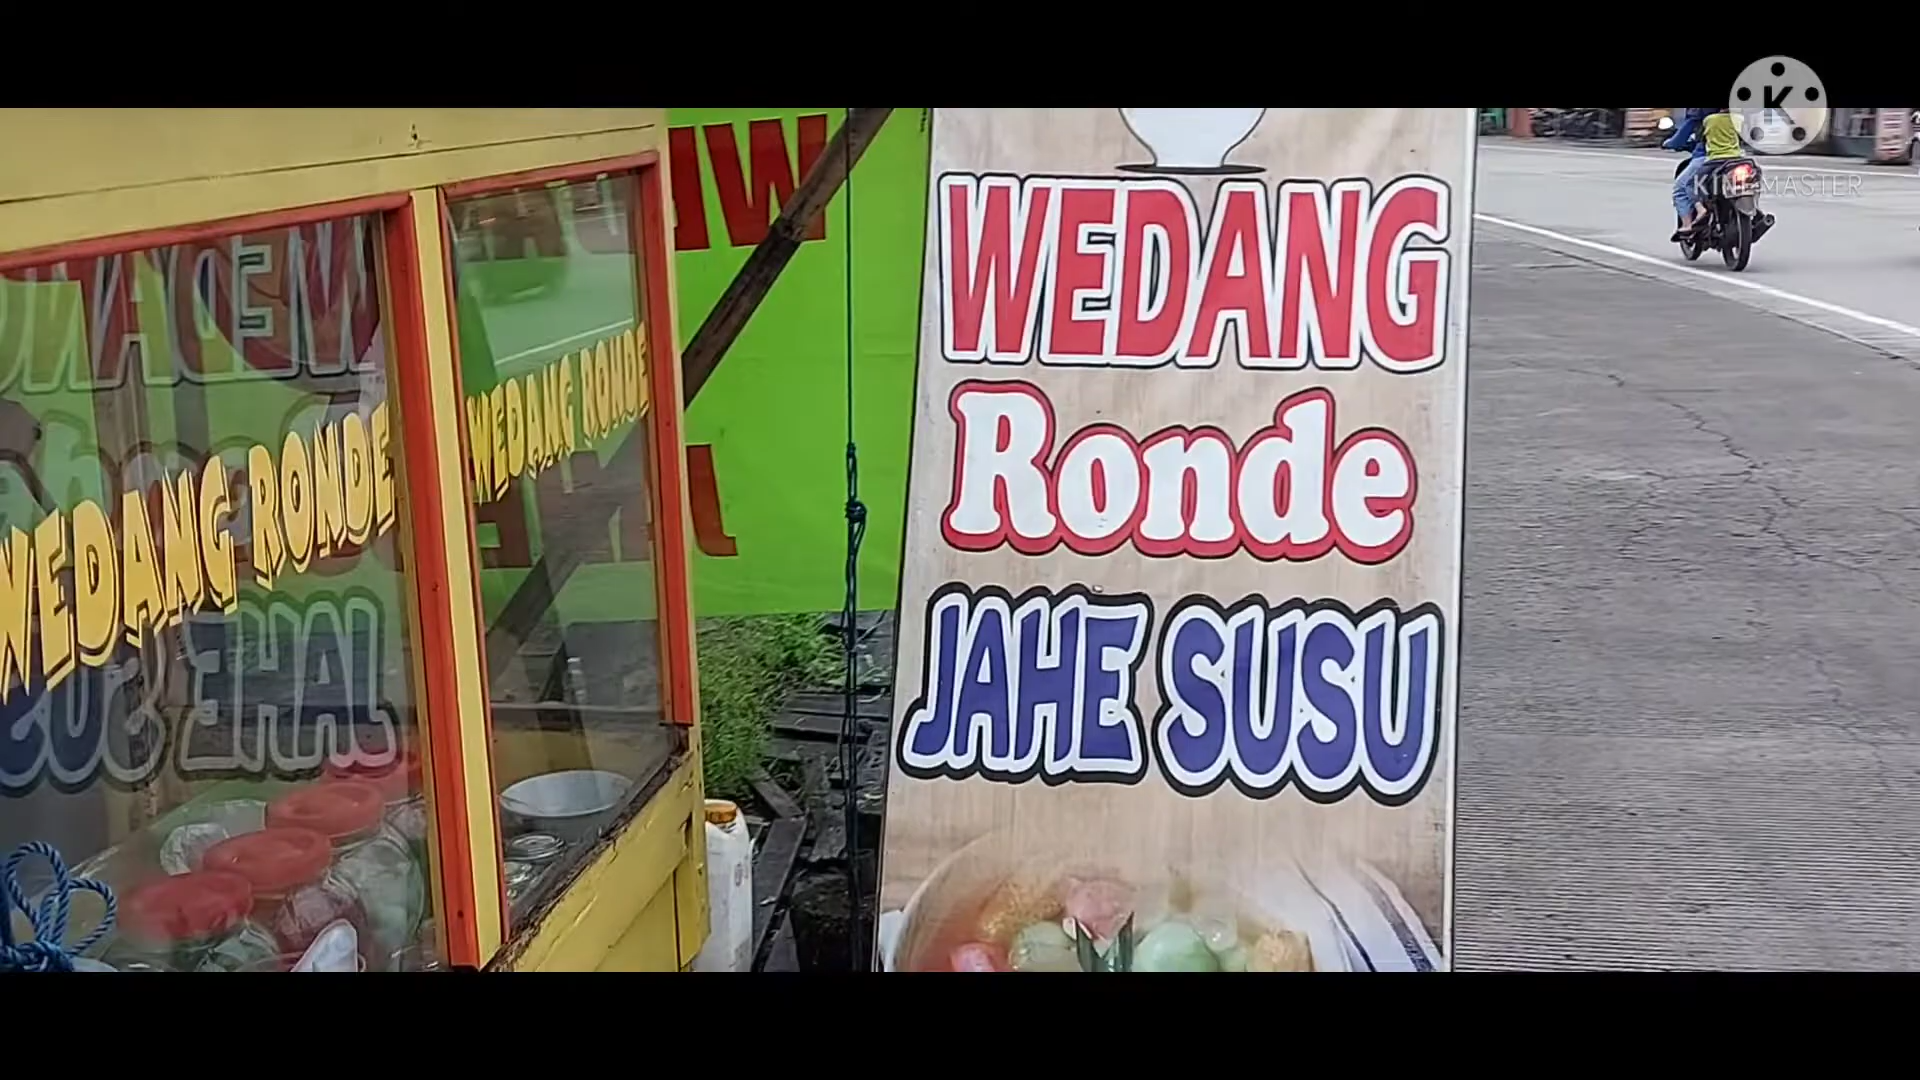 WEDANG
Ronde
JAHE SUSU
WEDANG RONDE
WEDANG RONDE
KINEMASTER